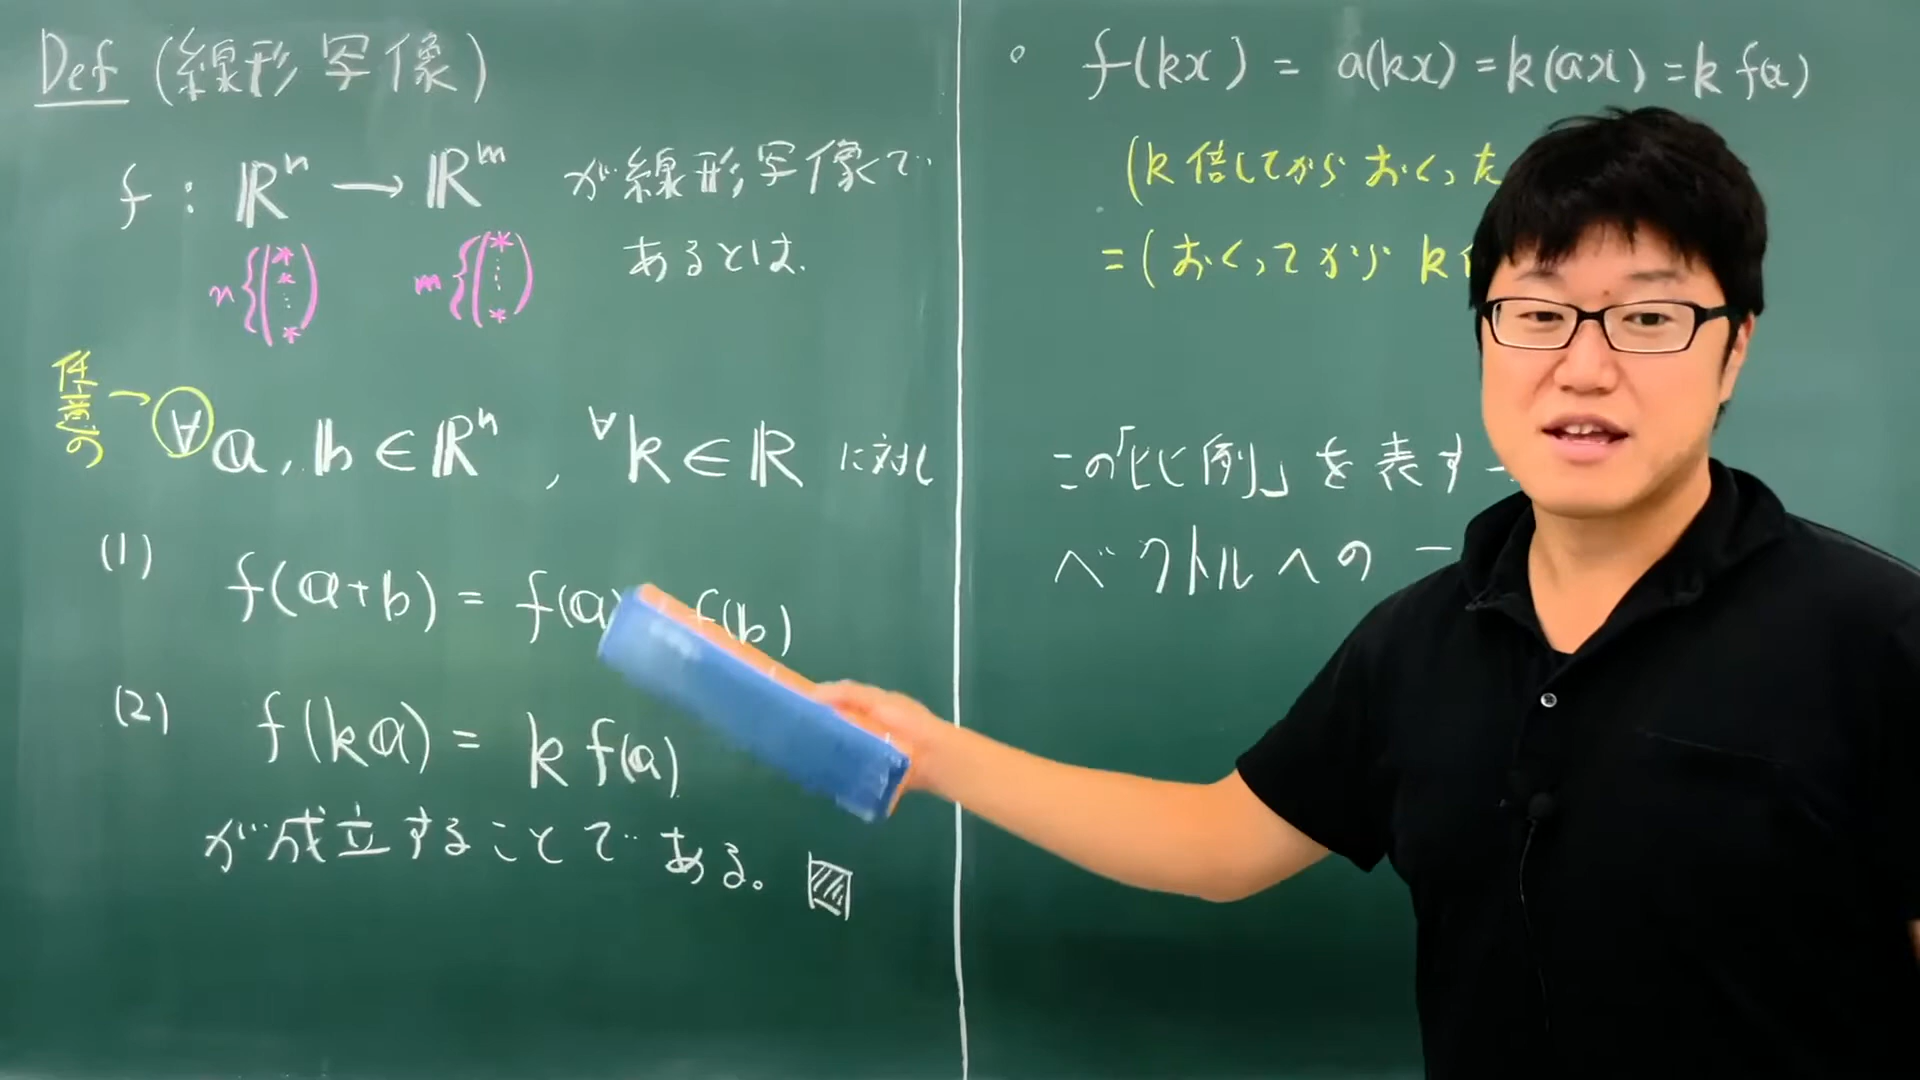 Def (線形写像)
f : ℝⁿ → ℝᵐ が線形写像で
n{(* * ⋮ *) m{(* ⋮ *) あるとは、
任意の → ∀a, b ∈ ℝⁿ , ∀k ∈ ℝ に対し
(1) f(a+b) = f(a) f(b)
(2) f(ka) = k f(a)
が成立することである。
。 f(kx) = a(kx) = k(ax) = k f(x)
(k倍してからおくった
= (おくってから k
この「比例」を表す
ベクトルへの 一